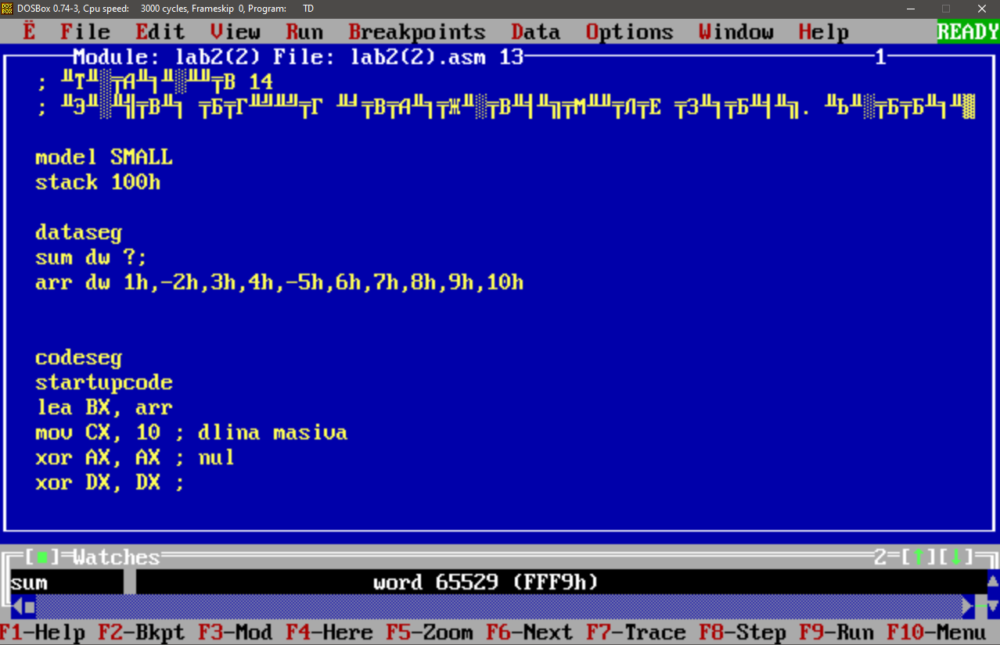 DOSBox 0.74-3, Cpu speed: 3000 cycles, Frameskip 0, Program: TD
Ë File Edit View Run Breakpoints Data Options Window Help READY
Module: lab2(2) File: lab2(2).asm 13 1
; 14
;
model SMALL
stack 100h
dataseg
sum dw ?;
arr dw 1h,-2h,3h,4h,-5h,6h,7h,8h,9h,10h
codeseg
startupcode
lea BX, arr
mov CX, 10 ; dlina masiva
xor AX, AX ; nul
xor DX, DX ;
[■]=Watches 2=[↑][↓]
sum word 65529 (FFF9h)
F1-Help F2-Bkpt F3-Mod F4-Here F5-Zoom F6-Next F7-Trace F8-Step F9-Run F10-Menu